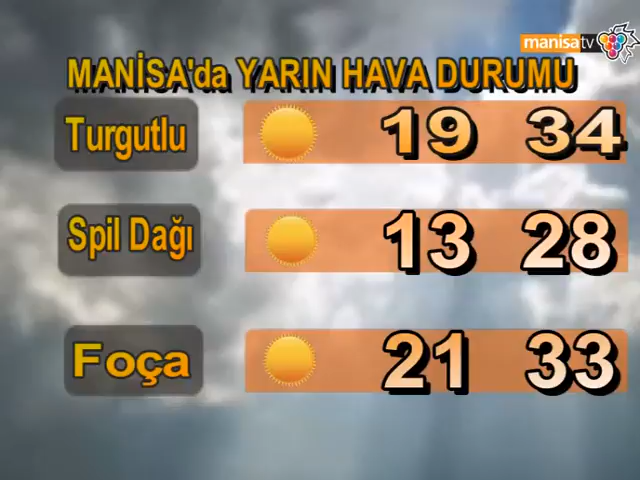 manisatv
MANİSA'da YARIN HAVA DURUMU
Turgutlu 19 34
Spil Dağı 13 28
Foça 21 33